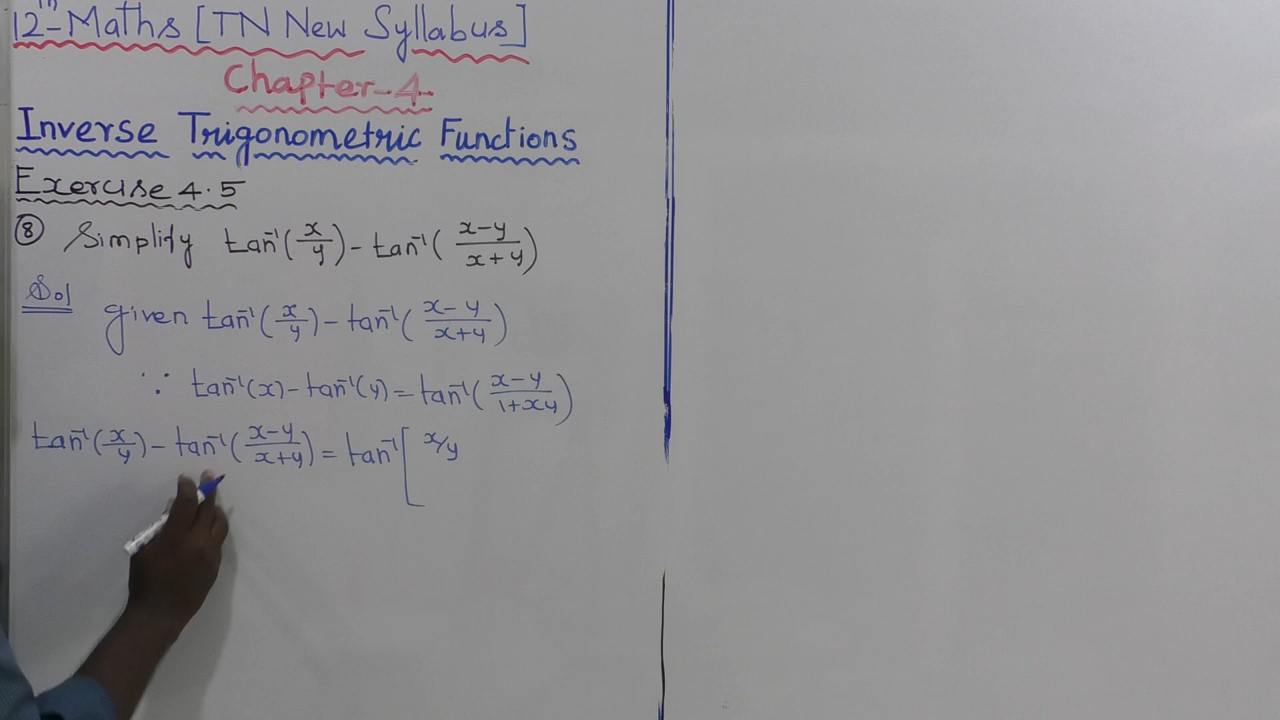 12th Maths [TN New Syllabus]
Chapter-4
Inverse Trigonometric Functions
Exercise 4.5
⑧ Simplify tan⁻¹(x/y) - tan⁻¹((x-y)/(x+y))
Sol
given tan⁻¹(x/y) - tan⁻¹((x-y)/(x+y))
∵ tan⁻¹(x) - tan⁻¹(y) = tan⁻¹((x-y)/(1+xy))
tan⁻¹(x/y) - tan⁻¹((x-y)/(x+y)) = tan⁻¹[ x/y